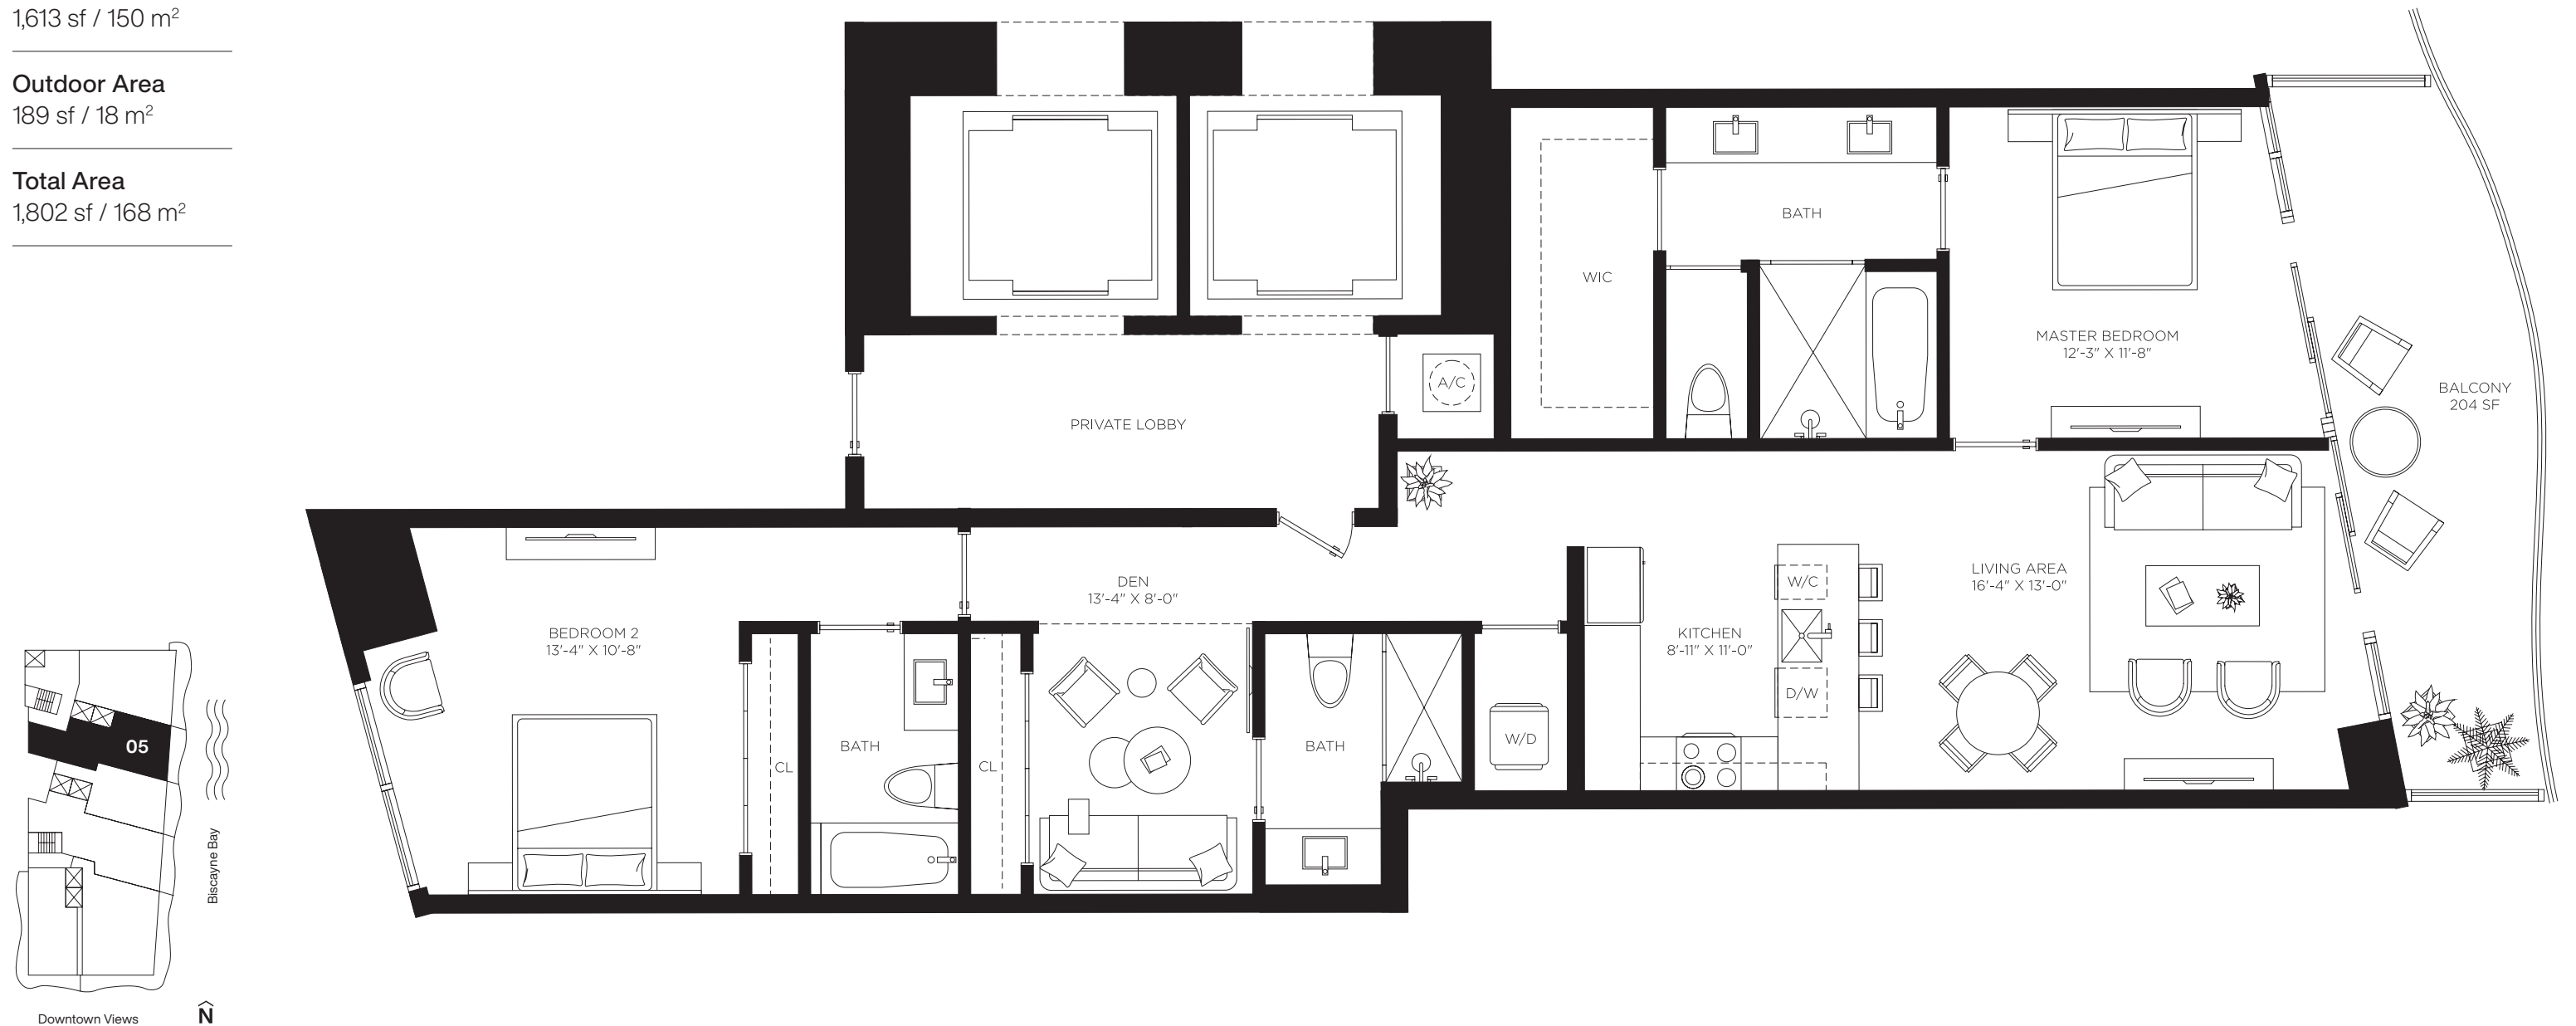 1,613 sf / 150 m²
Outdoor Area
189 sf / 18 m²
Total Area
1,802 sf / 168 m²
BATH
WIC
MASTER BEDROOM
12'-3" X 11'-8"
A/C
BALCONY
204 SF
PRIVATE LOBBY
DEN
13'-4" X 8'-0"
W/C
LIVING AREA
16'-4" X 13'-0"
BEDROOM 2
13'-4" X 10'-8"
KITCHEN
8'-11" X 11'-0"
D/W
BATH
CL
CL
BATH
W/D
05
Biscayne Bay
Downtown Views
N